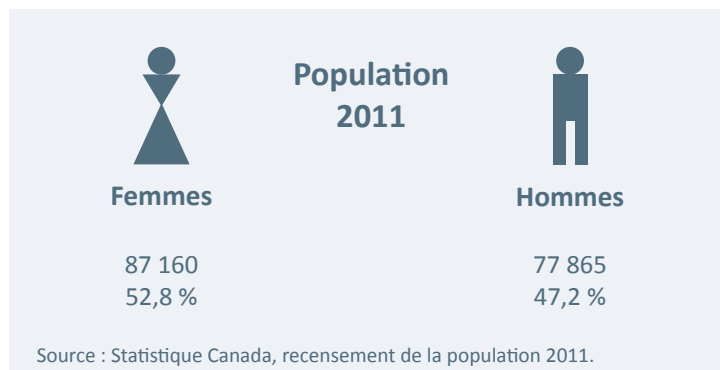 Population
2011
Femmes
Hommes
87 160
52,8 %
77 865
47,2 %
Source : Statistique Canada, recensement de la population 2011.